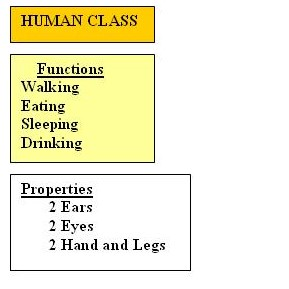 HUMAN CLASS
Functions
Walking
Eating
Sleeping
Drinking
Properties
2 Ears
2 Eyes
2 Hand and Legs